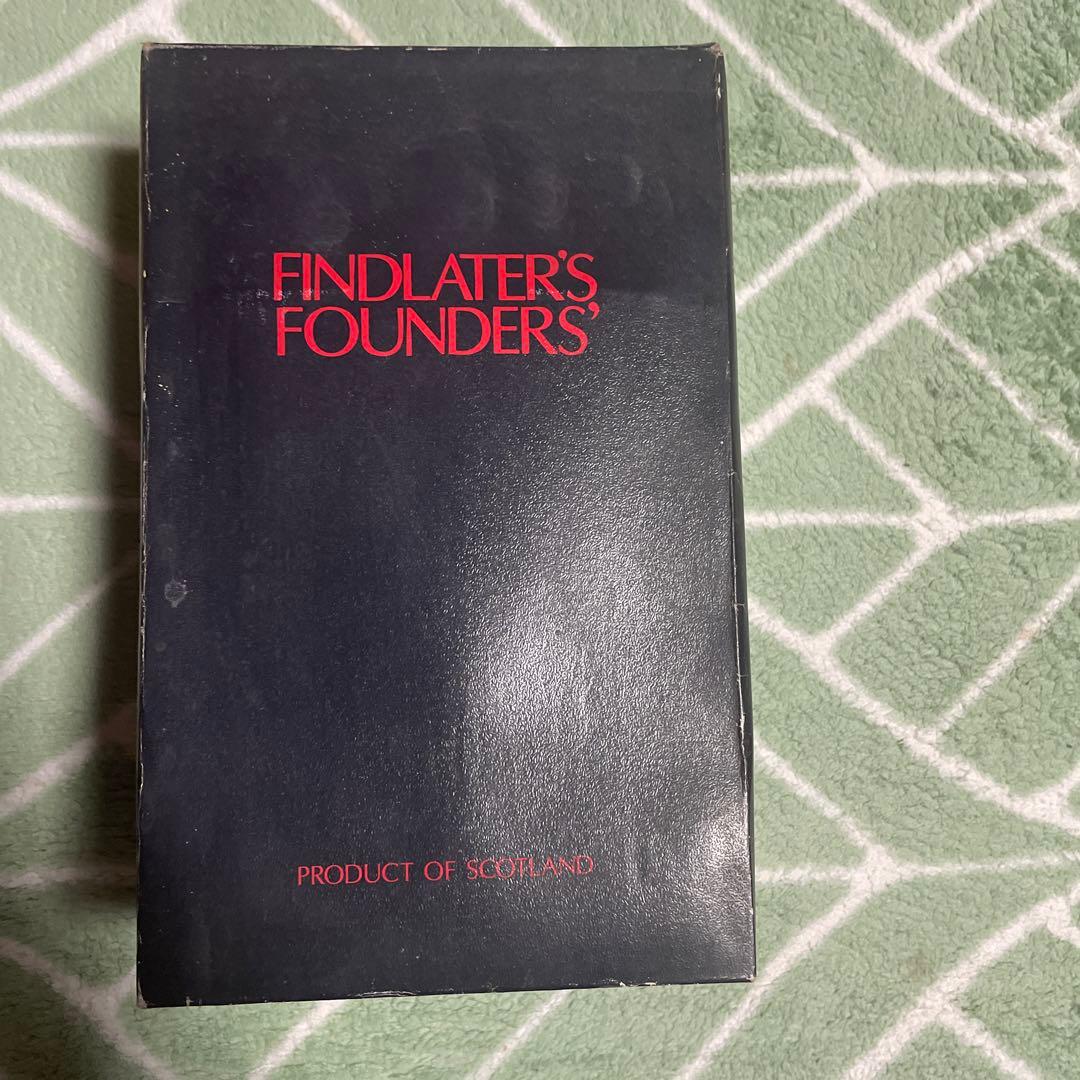 FINDLATER'S
FOUNDERS'
PRODUCT OF SCOTLAND